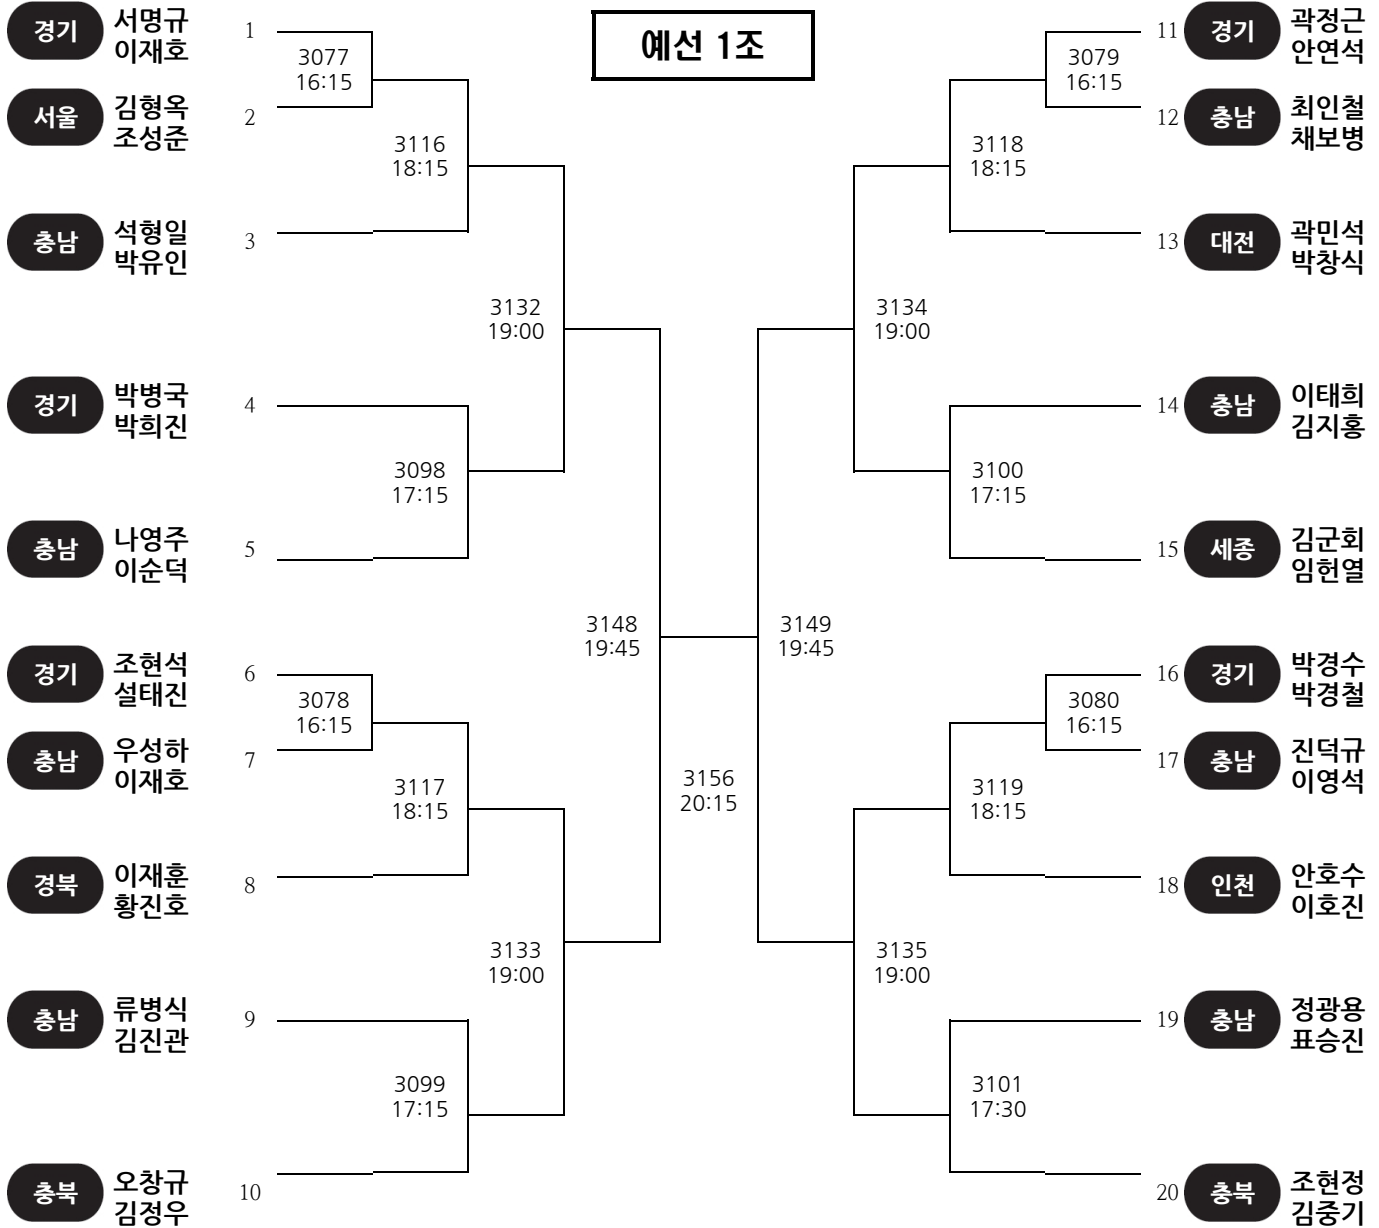 예선 1조
경기
서명규
이재호
1
3077
16:15
서울
김형옥
조성준
2
3116
18:15
충남
석형일
박유인
3
3132
19:00
경기
박병국
박희진
4
3098
17:15
충남
나영주
이순덕
5
3148
19:45
경기
조현석
설태진
6
3078
16:15
충남
우성하
이재호
7
3117
18:15
경북
이재훈
황진호
8
3133
19:00
충남
류병식
김진관
9
3099
17:15
충북
오창규
김정우
10
3156
20:15
11
경기
곽정근
안연석
3079
16:15
12
충남
최인철
채보병
3118
18:15
13
대전
곽민석
박창식
3134
19:00
14
충남
이태희
김지홍
3100
17:15
15
세종
김군회
임헌열
3149
19:45
16
경기
박경수
박경철
3080
16:15
17
충남
진덕규
이영석
3119
18:15
18
인천
안호수
이호진
3135
19:00
19
충남
정광용
표승진
3101
17:30
20
충북
조현정
김중기